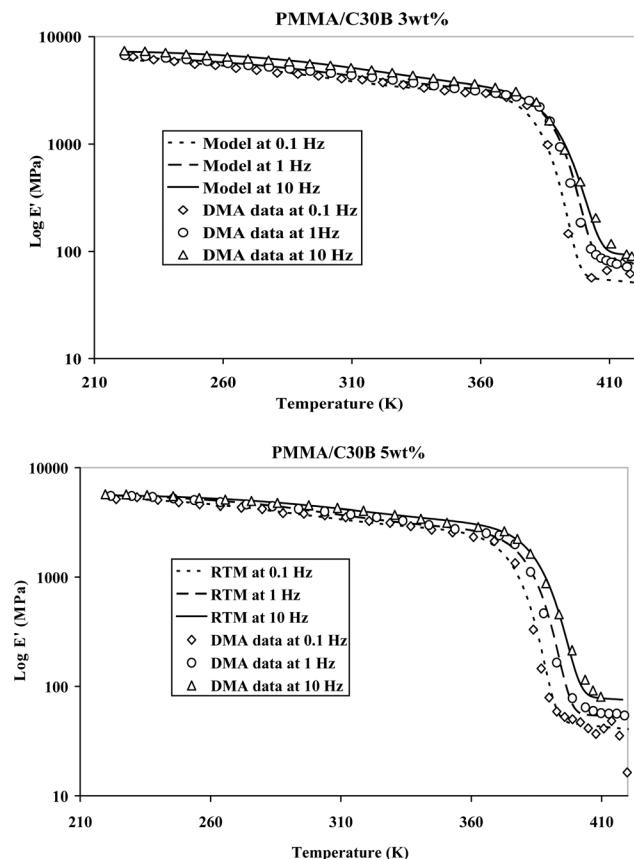 PMMA/C30B 3wt%
10000
1000
100
10
Log E' (MPa)
Model at 0.1 Hz
Model at 1 Hz
Model at 10 Hz
DMA data at 0.1 Hz
DMA data at 1Hz
DMA data at 10 Hz
210 260 310 360 410
Temperature (K)
PMMA/C30B 5wt%
10000
1000
100
10
Log E' (MPa)
RTM at 0.1 Hz
RTM at 1 Hz
RTM at 10 Hz
DMA data at 0.1 Hz
DMA data at 1 Hz
DMA data at 10 Hz
210 260 310 360 410
Temperature (K)